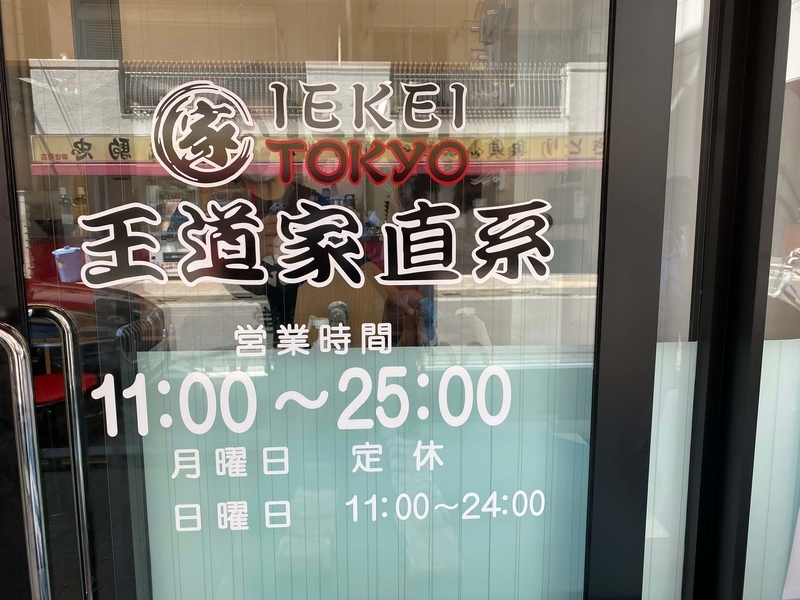 家 IEKEI
TOKYO
王道家直系
営業時間
11:00～25:00
月曜日 定休
日曜日 11:00～24:00